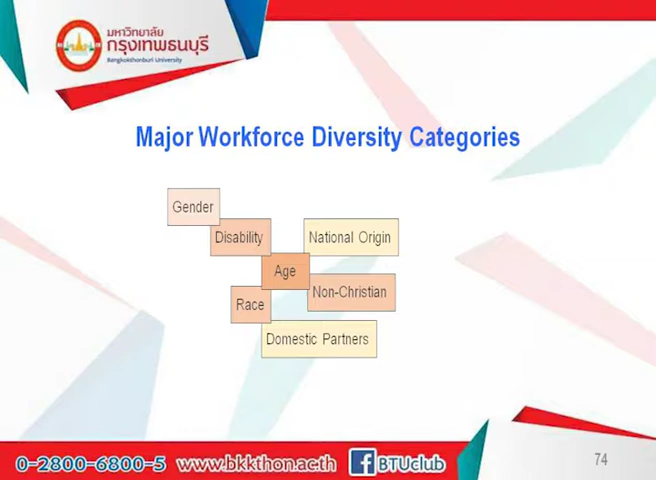 มหาวิทยาลัย
กรุงเทพธนบุรี
Bangkokthonburi University
Major Workforce Diversity Categories
Gender
Disability
National Origin
Age
Non-Christian
Race
Domestic Partners
0-2800-6800-5 www.bkkthon.ac.th f BTUclub
74